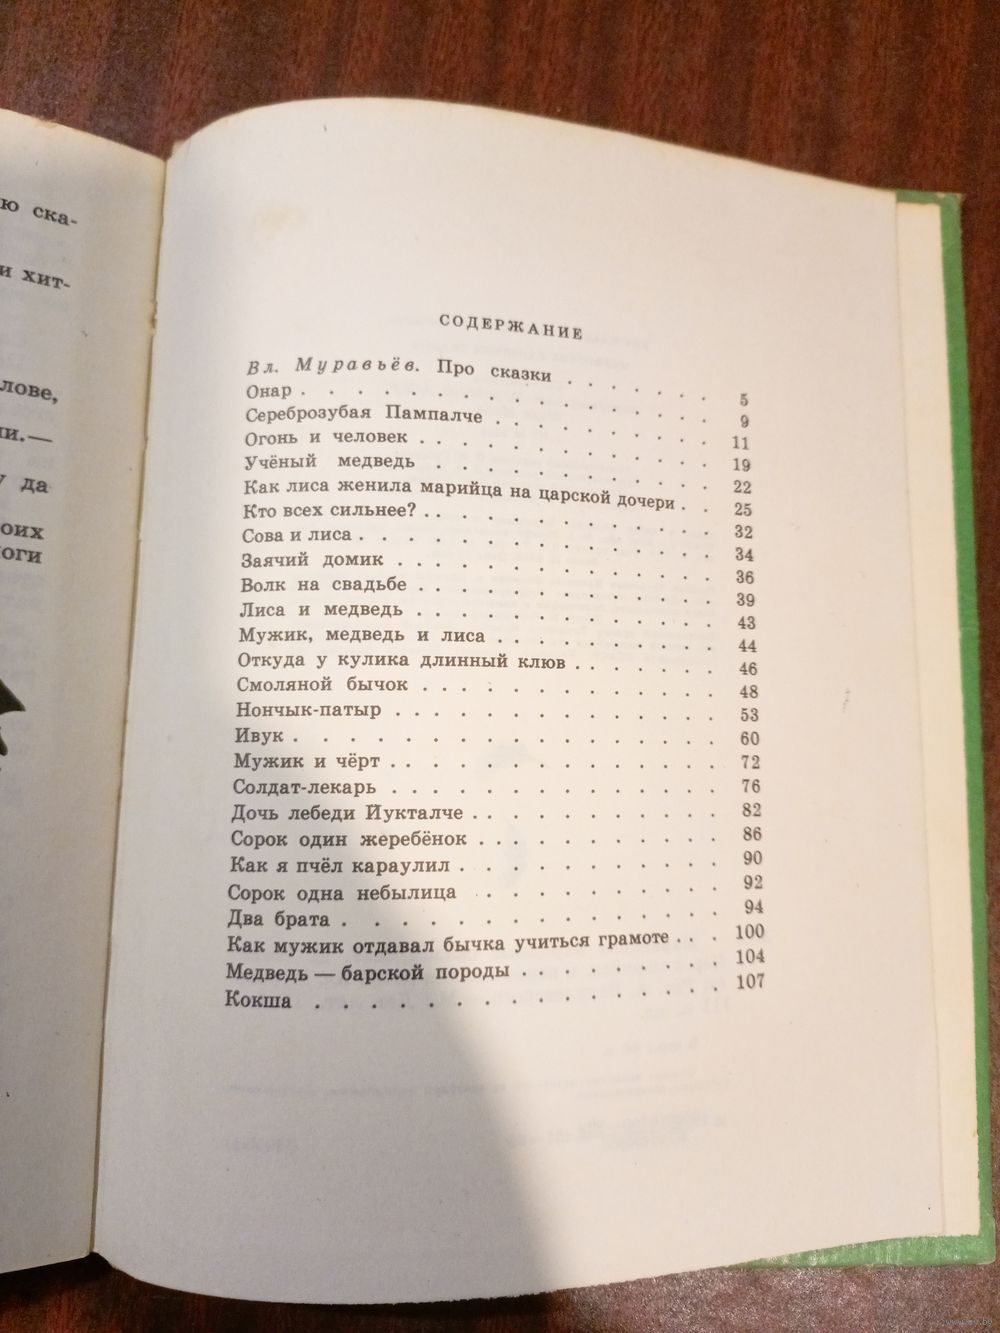 ю ска-
и хит-
лове,
и.—
у да
оих
оги
СОДЕРЖАНИЕ
Вл. Муравьёв. Про сказки . . . . . . 5
Онар . . . . . . . . . . . . . . . 9
Сереброзубая Пампалче . . . . . . . . 11
Огонь и человек . . . . . . . . . . . 19
Учёный медведь . . . . . . . . . . . 22
Как лиса женила марийца на царской дочери . . 25
Кто всех сильнее? . . . . . . . . . . . 32
Сова и лиса . . . . . . . . . . . . . 34
Заячий домик . . . . . . . . . . . . 36
Волк на свадьбе . . . . . . . . . . . 39
Лиса и медведь . . . . . . . . . . . 43
Мужик, медведь и лиса . . . . . . . . 44
Откуда у кулика длинный клюв . . . . . . 46
Смоляной бычок . . . . . . . . . . . 48
Нончык-патыр . . . . . . . . . . . . 53
Ивук . . . . . . . . . . . . . . . 60
Мужик и чёрт . . . . . . . . . . . . 72
Солдат-лекарь . . . . . . . . . . . . 76
Дочь лебеди Йукталче . . . . . . . . . 82
Сорок один жеребёнок . . . . . . . . . 86
Как я пчёл караулил . . . . . . . . . . 90
Сорок одна небылица . . . . . . . . . 92
Два брата . . . . . . . . . . . . . 94
Как мужик отдавал бычка учиться грамоте . . . 100
Медведь — барской породы . . . . . . . . 104
Кокша . . . . . . . . . . . . . . 107